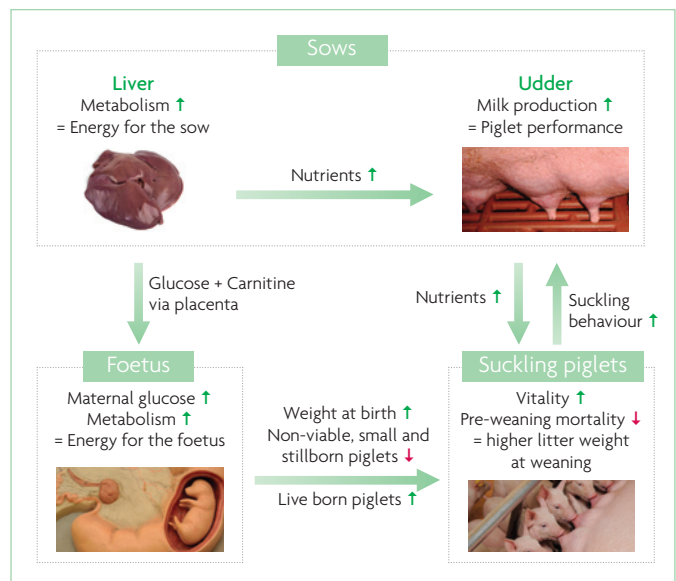 Sows
Liver
Metabolism ↑
= Energy for the sow
Udder
Milk production ↑
= Piglet performance
Nutrients ↑
Glucose + Carnitine
via placenta
Nutrients ↑
Suckling
behaviour ↑
Foetus
Maternal glucose ↑
Metabolism ↑
= Energy for the foetus
Weight at birth ↑
Non-viable, small and
stillborn piglets ↓
Live born piglets ↑
Suckling piglets
Vitality ↑
Pre-weaning mortality ↓
= higher litter weight
at weaning